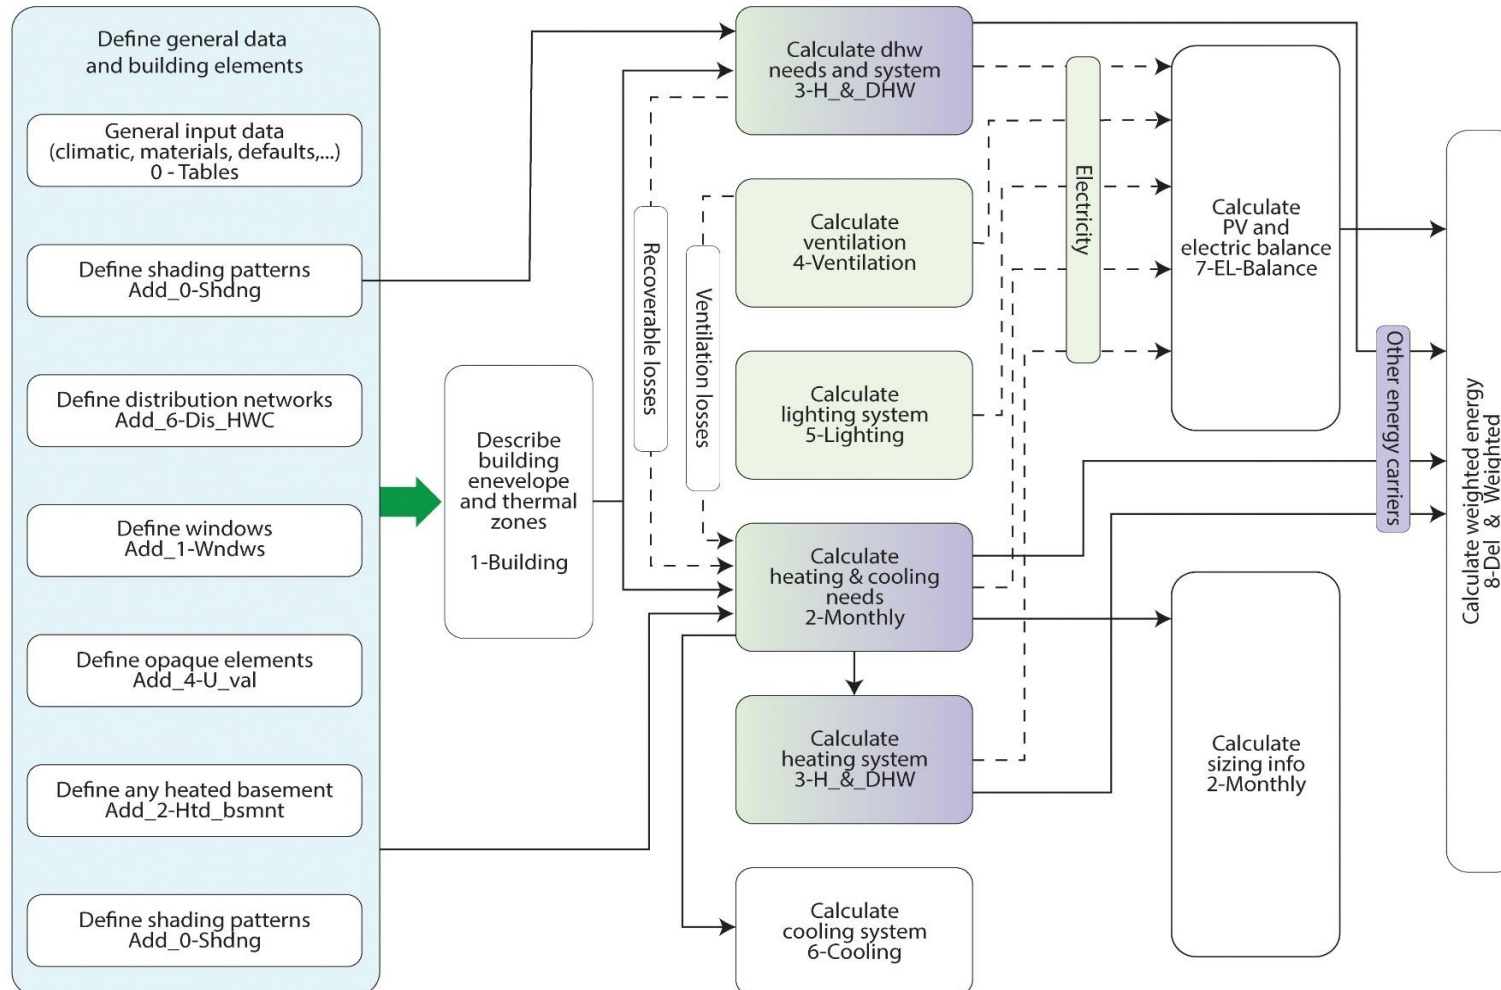 Define general data
and building elements
General input data
(climatic, materials, defaults,...)
0 - Tables
Define shading patterns
Add_0-Shdng
Define distribution networks
Add_6-Dis_HWC
Define windows
Add_1-Wndws
Define opaque elements
Add_4-U_val
Define any heated basement
Add_2-Htd_bsmnt
Define shading patterns
Add_0-Shdng
Describe
building
enevelope
and thermal
zones
1-Building
Recoverable losses
Ventilation losses
Calculate dhw
needs and system
3-H_&_DHW
Calculate
ventilation
4-Ventilation
Calculate
lighting system
5-Lighting
Calculate
heating & cooling
needs
2-Monthly
Calculate
heating system
3-H_&_DHW
Calculate
cooling system
6-Cooling
Electricity
Calculate
PV and
electric balance
7-EL-Balance
Calculate
sizing info
2-Monthly
Other energy carriers
Calculate weighted energy
8-Del & Weighted